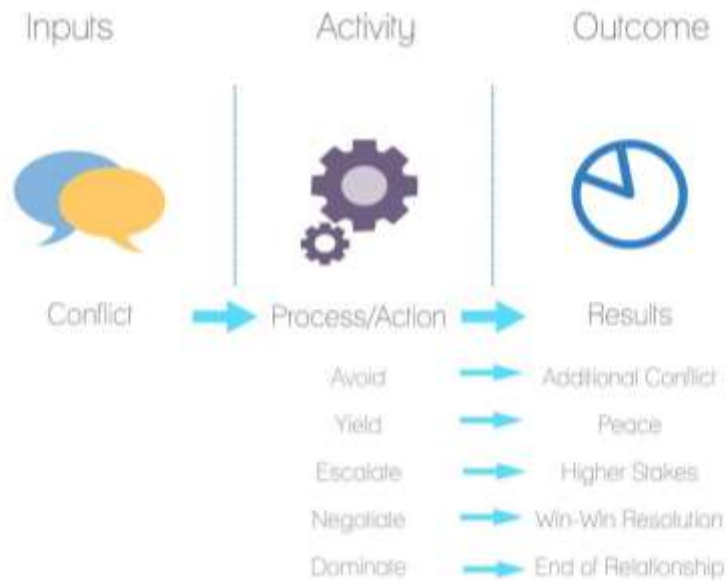 Inputs Activity Outcome
Conflict Process/Action Results
Avoid Additional Conflict
Yield Peace
Escalate Higher Stakes
Negotiate Win-Win Resolution
Dominate End of Relationship